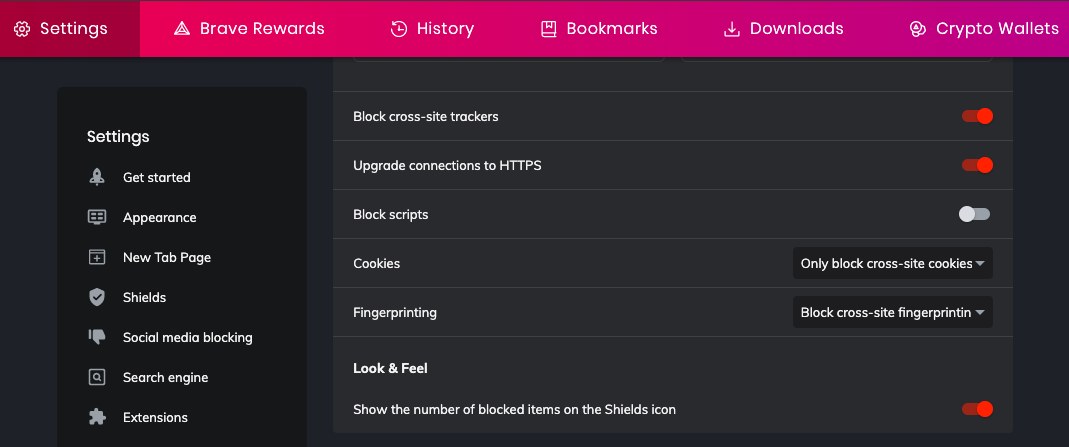 Settings
Brave Rewards
History
Bookmarks
Downloads
Crypto Wallets
Settings
Get started
Appearance
New Tab Page
Shields
Social media blocking
Search engine
Extensions
Block cross-site trackers
Upgrade connections to HTTPS
Block scripts
Cookies
Only block cross-site cookies
Fingerprinting
Block cross-site fingerprintin
Look & Feel
Show the number of blocked items on the Shields icon